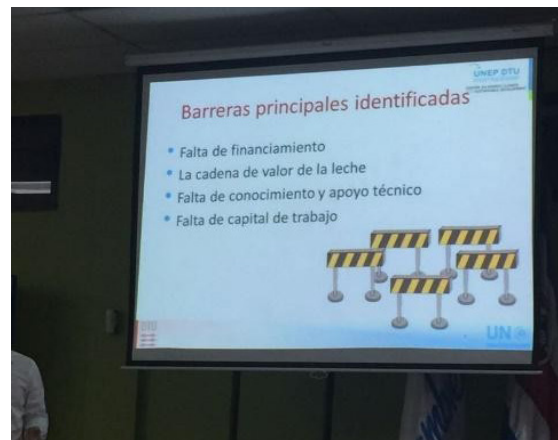 UNEP DTU
Barreras principales identificadas
Falta de financiamiento
La cadena de valor de la leche
Falta de conocimiento y apoyo técnico
Falta de capital de trabajo
DTU
UN